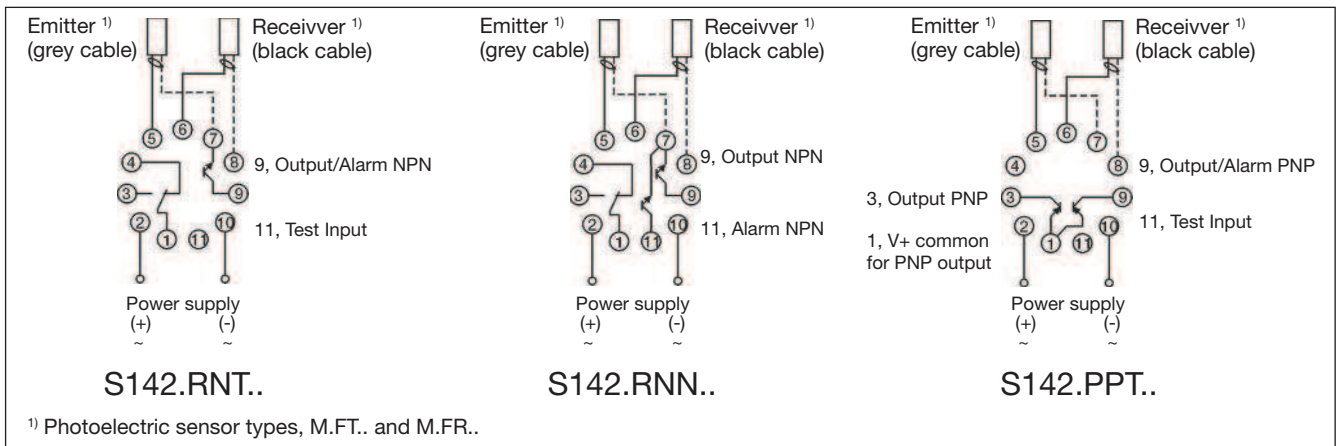 Emitter 1)
(grey cable)
Receivver 1)
(black cable)
5
6
7
4
8
9, Output/Alarm NPN
3
9
2
1
11
10
11, Test Input
Power supply
(+) (-)
~ ~
S142.RNT..
Emitter 1)
(grey cable)
Receivver 1)
(black cable)
5
6
7
4
8
9, Output NPN
3
9
2
1
11
10
11, Alarm NPN
Power supply
(+) (-)
~ ~
S142.RNN..
Emitter 1)
(grey cable)
Receivver 1)
(black cable)
5
6
7
4
8
9, Output/Alarm PNP
3, Output PNP
3
9
2
1
11
10
11, Test Input
1, V+ common
for PNP output
Power supply
(+) (-)
~ ~
S142.PPT..
1) Photoelectric sensor types, M.FT.. and M.FR..